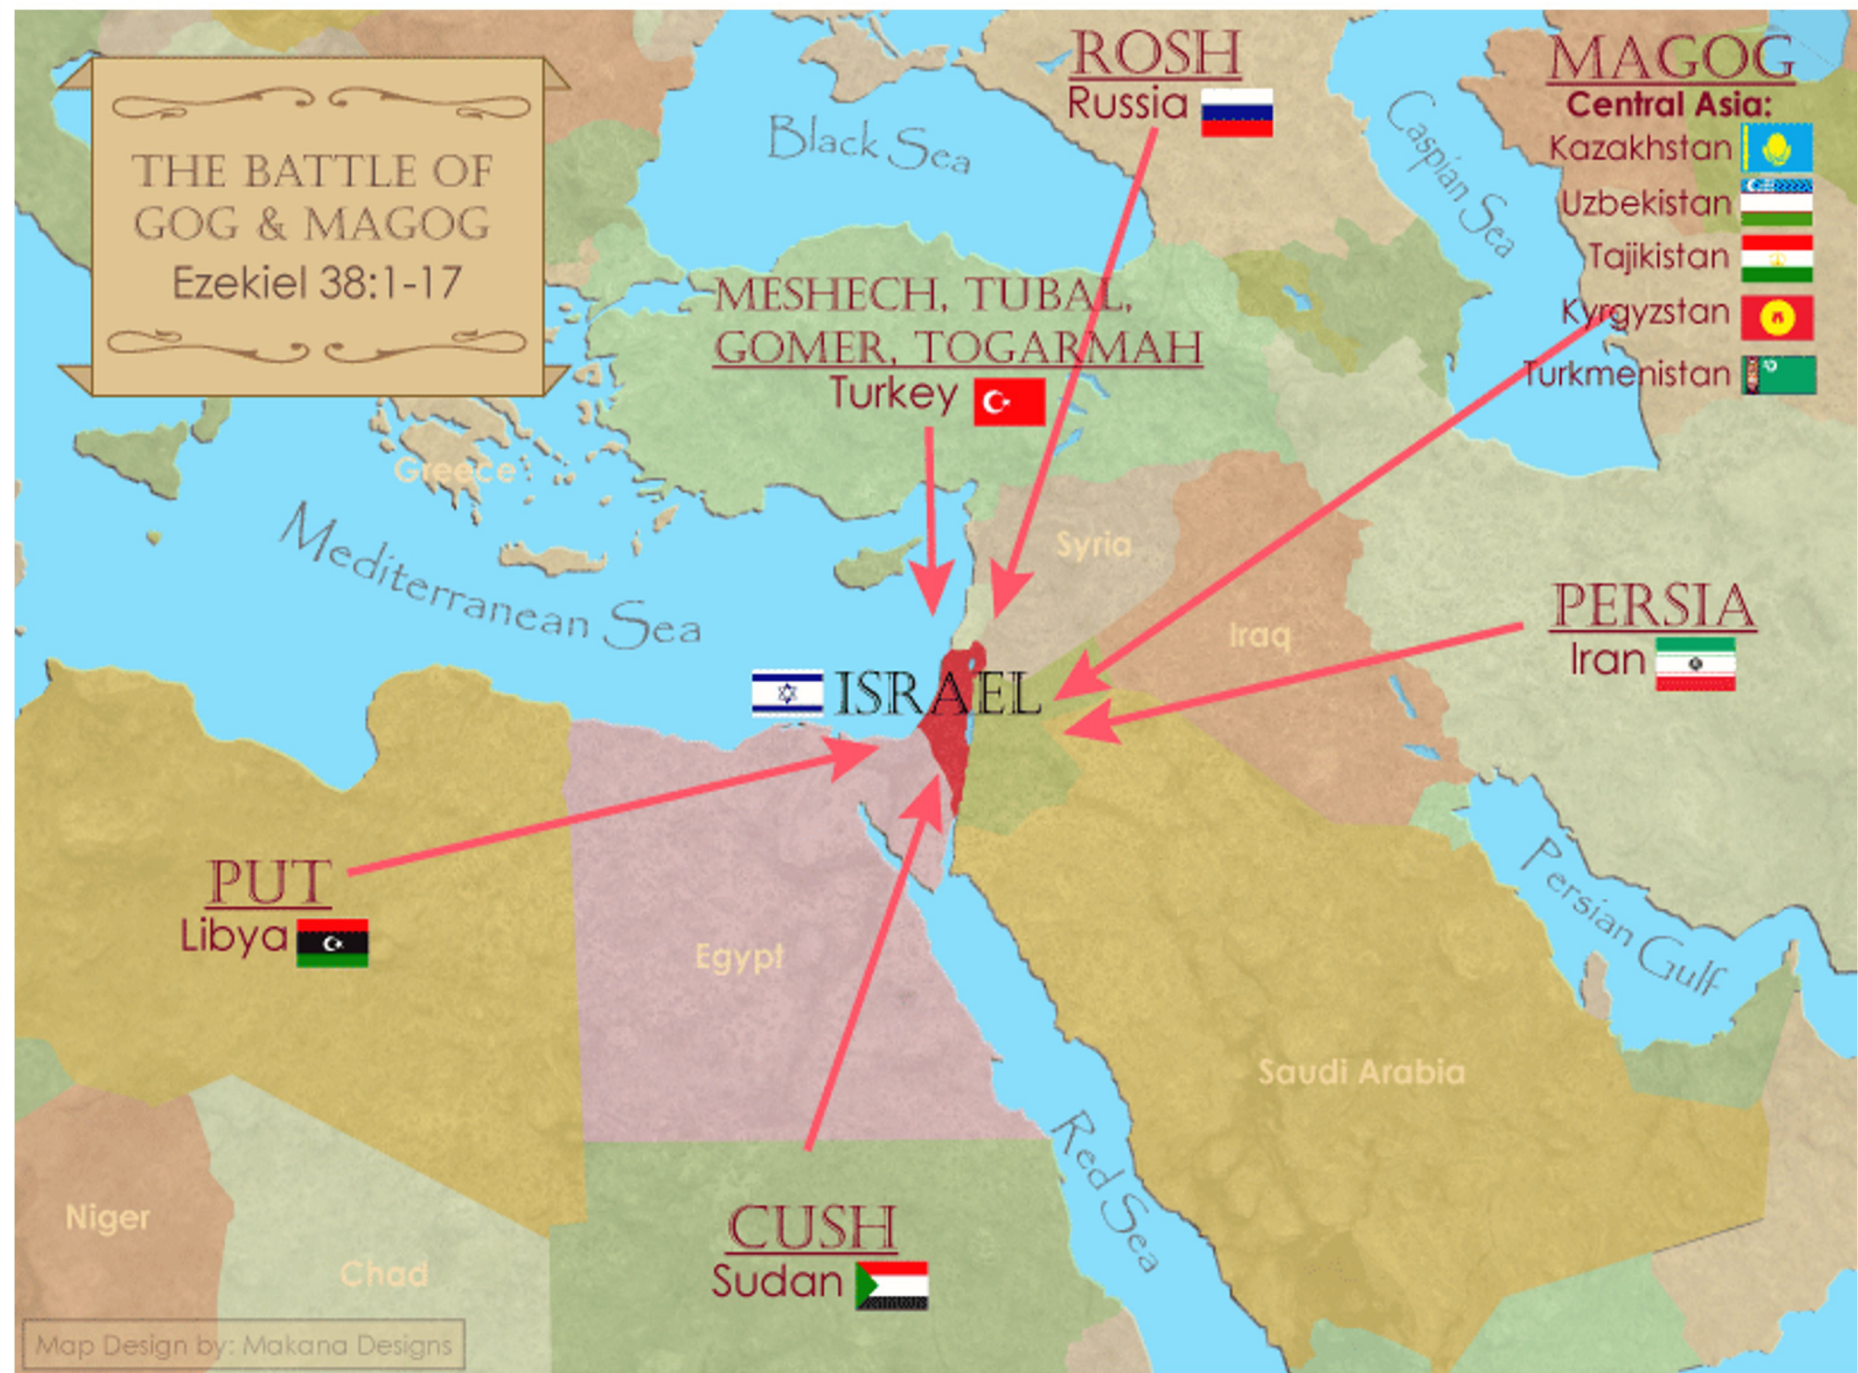 THE BATTLE OF
GOG & MAGOG
Ezekiel 38:1-17
ROSH
Russia
MAGOG
Central Asia:
Kazakhstan
Uzbekistan
Tajikistan
Kyrgyzstan
Turkmenistan
Black Sea
Caspian Sea
MESHECH, TUBAL,
GOMER, TOGARMAH
Turkey
Greece
Mediterranean Sea
Syria
Iraq
PERSIA
Iran
ISRAEL
PUT
Libya
Egypt
Persian Gulf
Saudi Arabia
Red Sea
Niger
Chad
CUSH
Sudan
Map Design by: Makana Designs